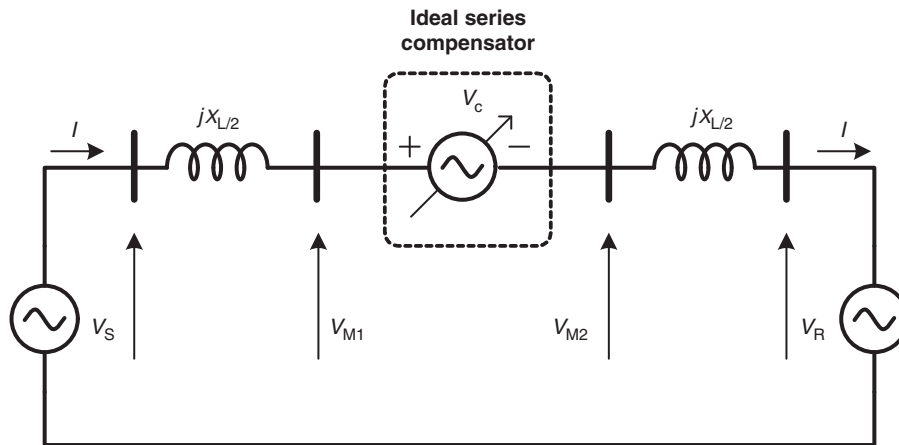 Ideal series
compensator
V_c
I
jX_L/2
jX_L/2
I
+
−
V_S
V_M1
V_M2
V_R